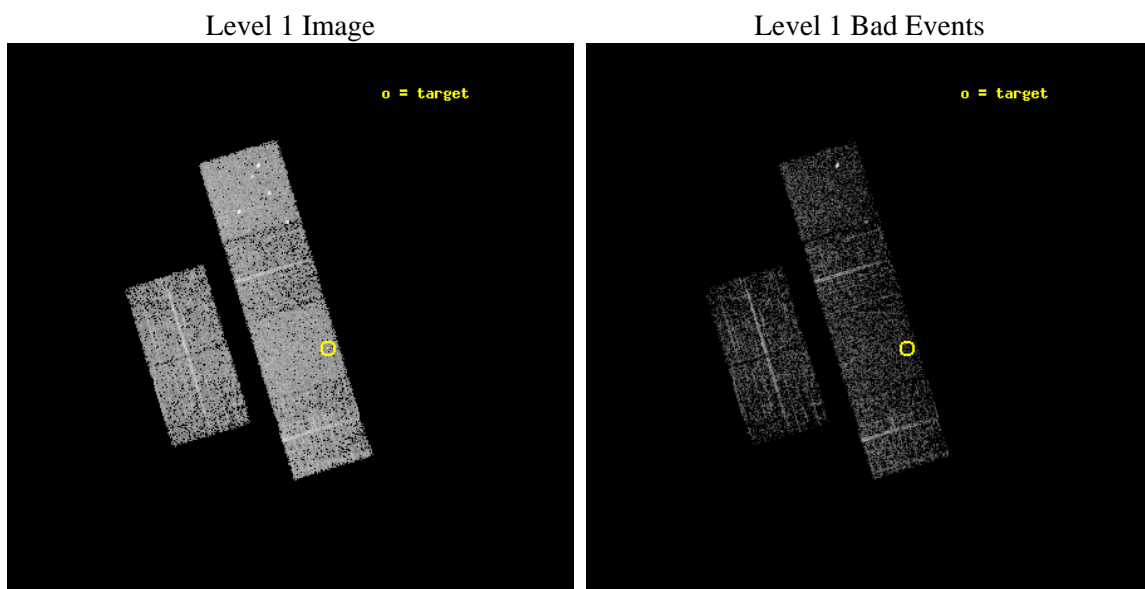 Level 1 Image
Level 1 Bad Events
o = target
o = target